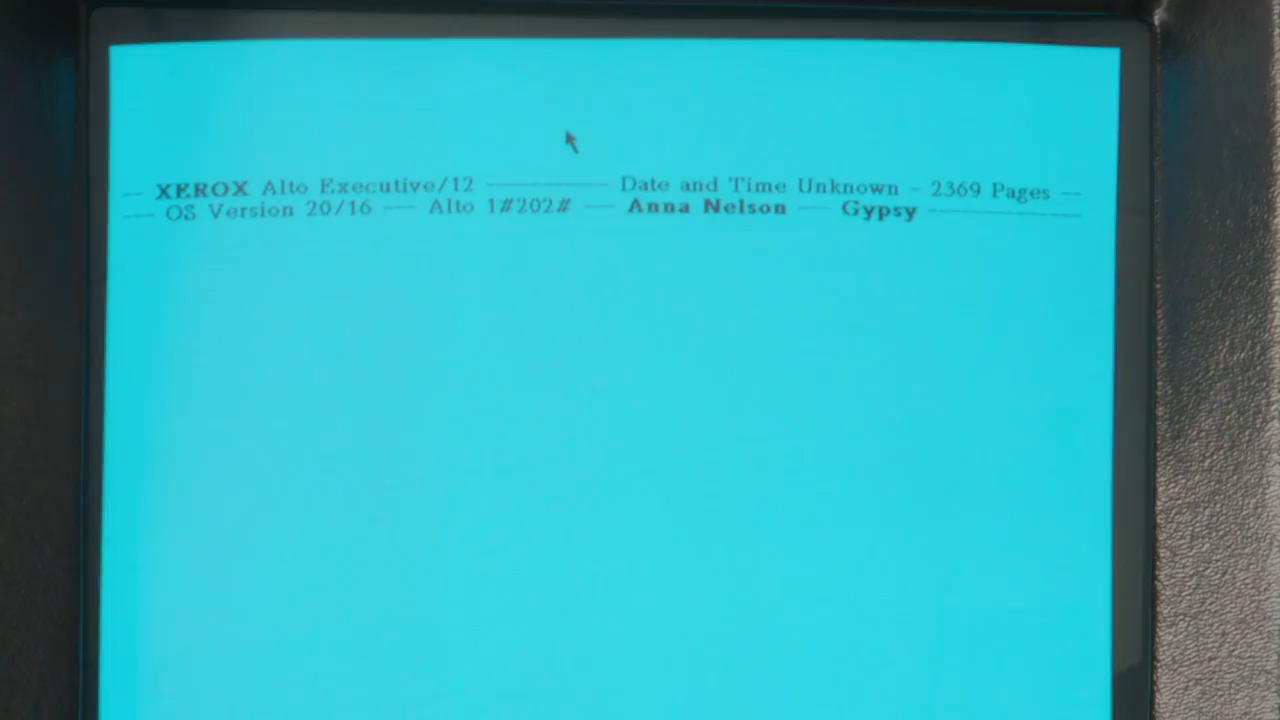 — XEROX Alto Executive/12 ——— Date and Time Unknown - 2369 Pages —
— OS Version 20/16 — Alto 1#202# — Anna Nelson — Gypsy ———